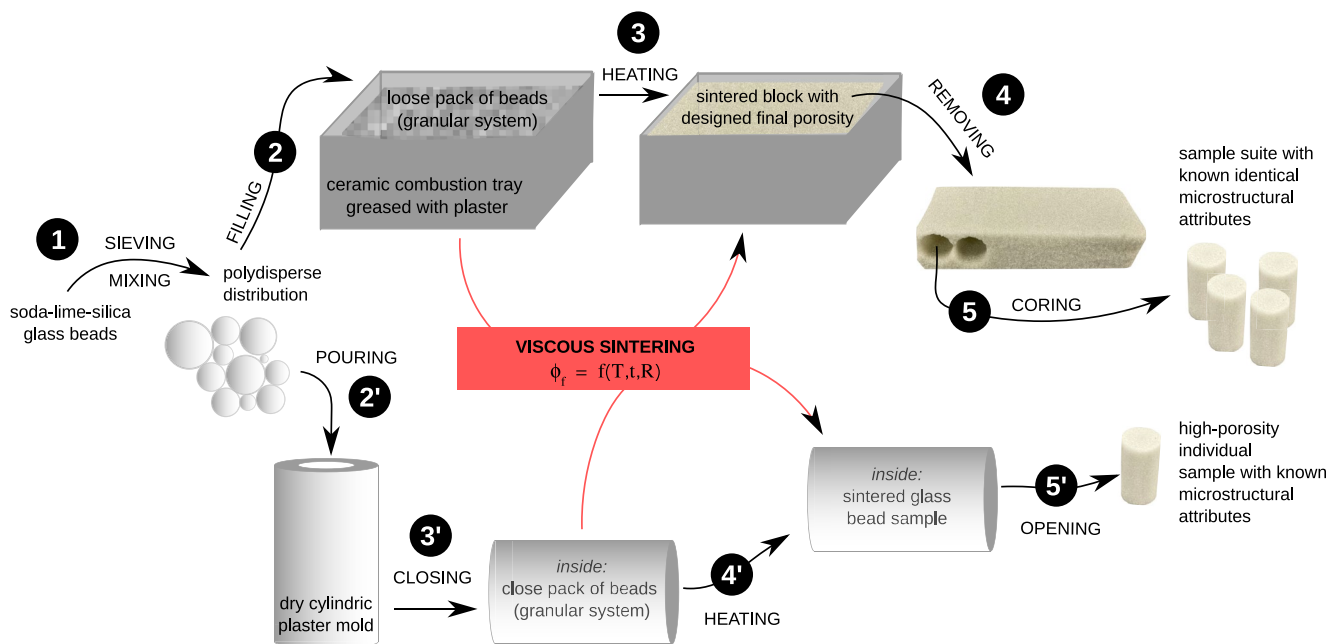 1
SIEVING
MIXING
soda-lime-silica
glass beads
polydisperse
distribution
2
FILLING
loose pack of beads
(granular system)
ceramic combustion tray
greased with plaster
3
HEATING
sintered block with
designed final porosity
4
REMOVING
5
CORING
sample suite with
known identical
microstructural
attributes
VISCOUS SINTERING
ϕf = f(T,t,R)
POURING
2'
dry cylindric
plaster mold
3'
CLOSING
inside:
close pack of beads
(granular system)
4'
HEATING
inside:
sintered glass
bead sample
5'
OPENING
high-porosity
individual
sample with known
microstructural
attributes